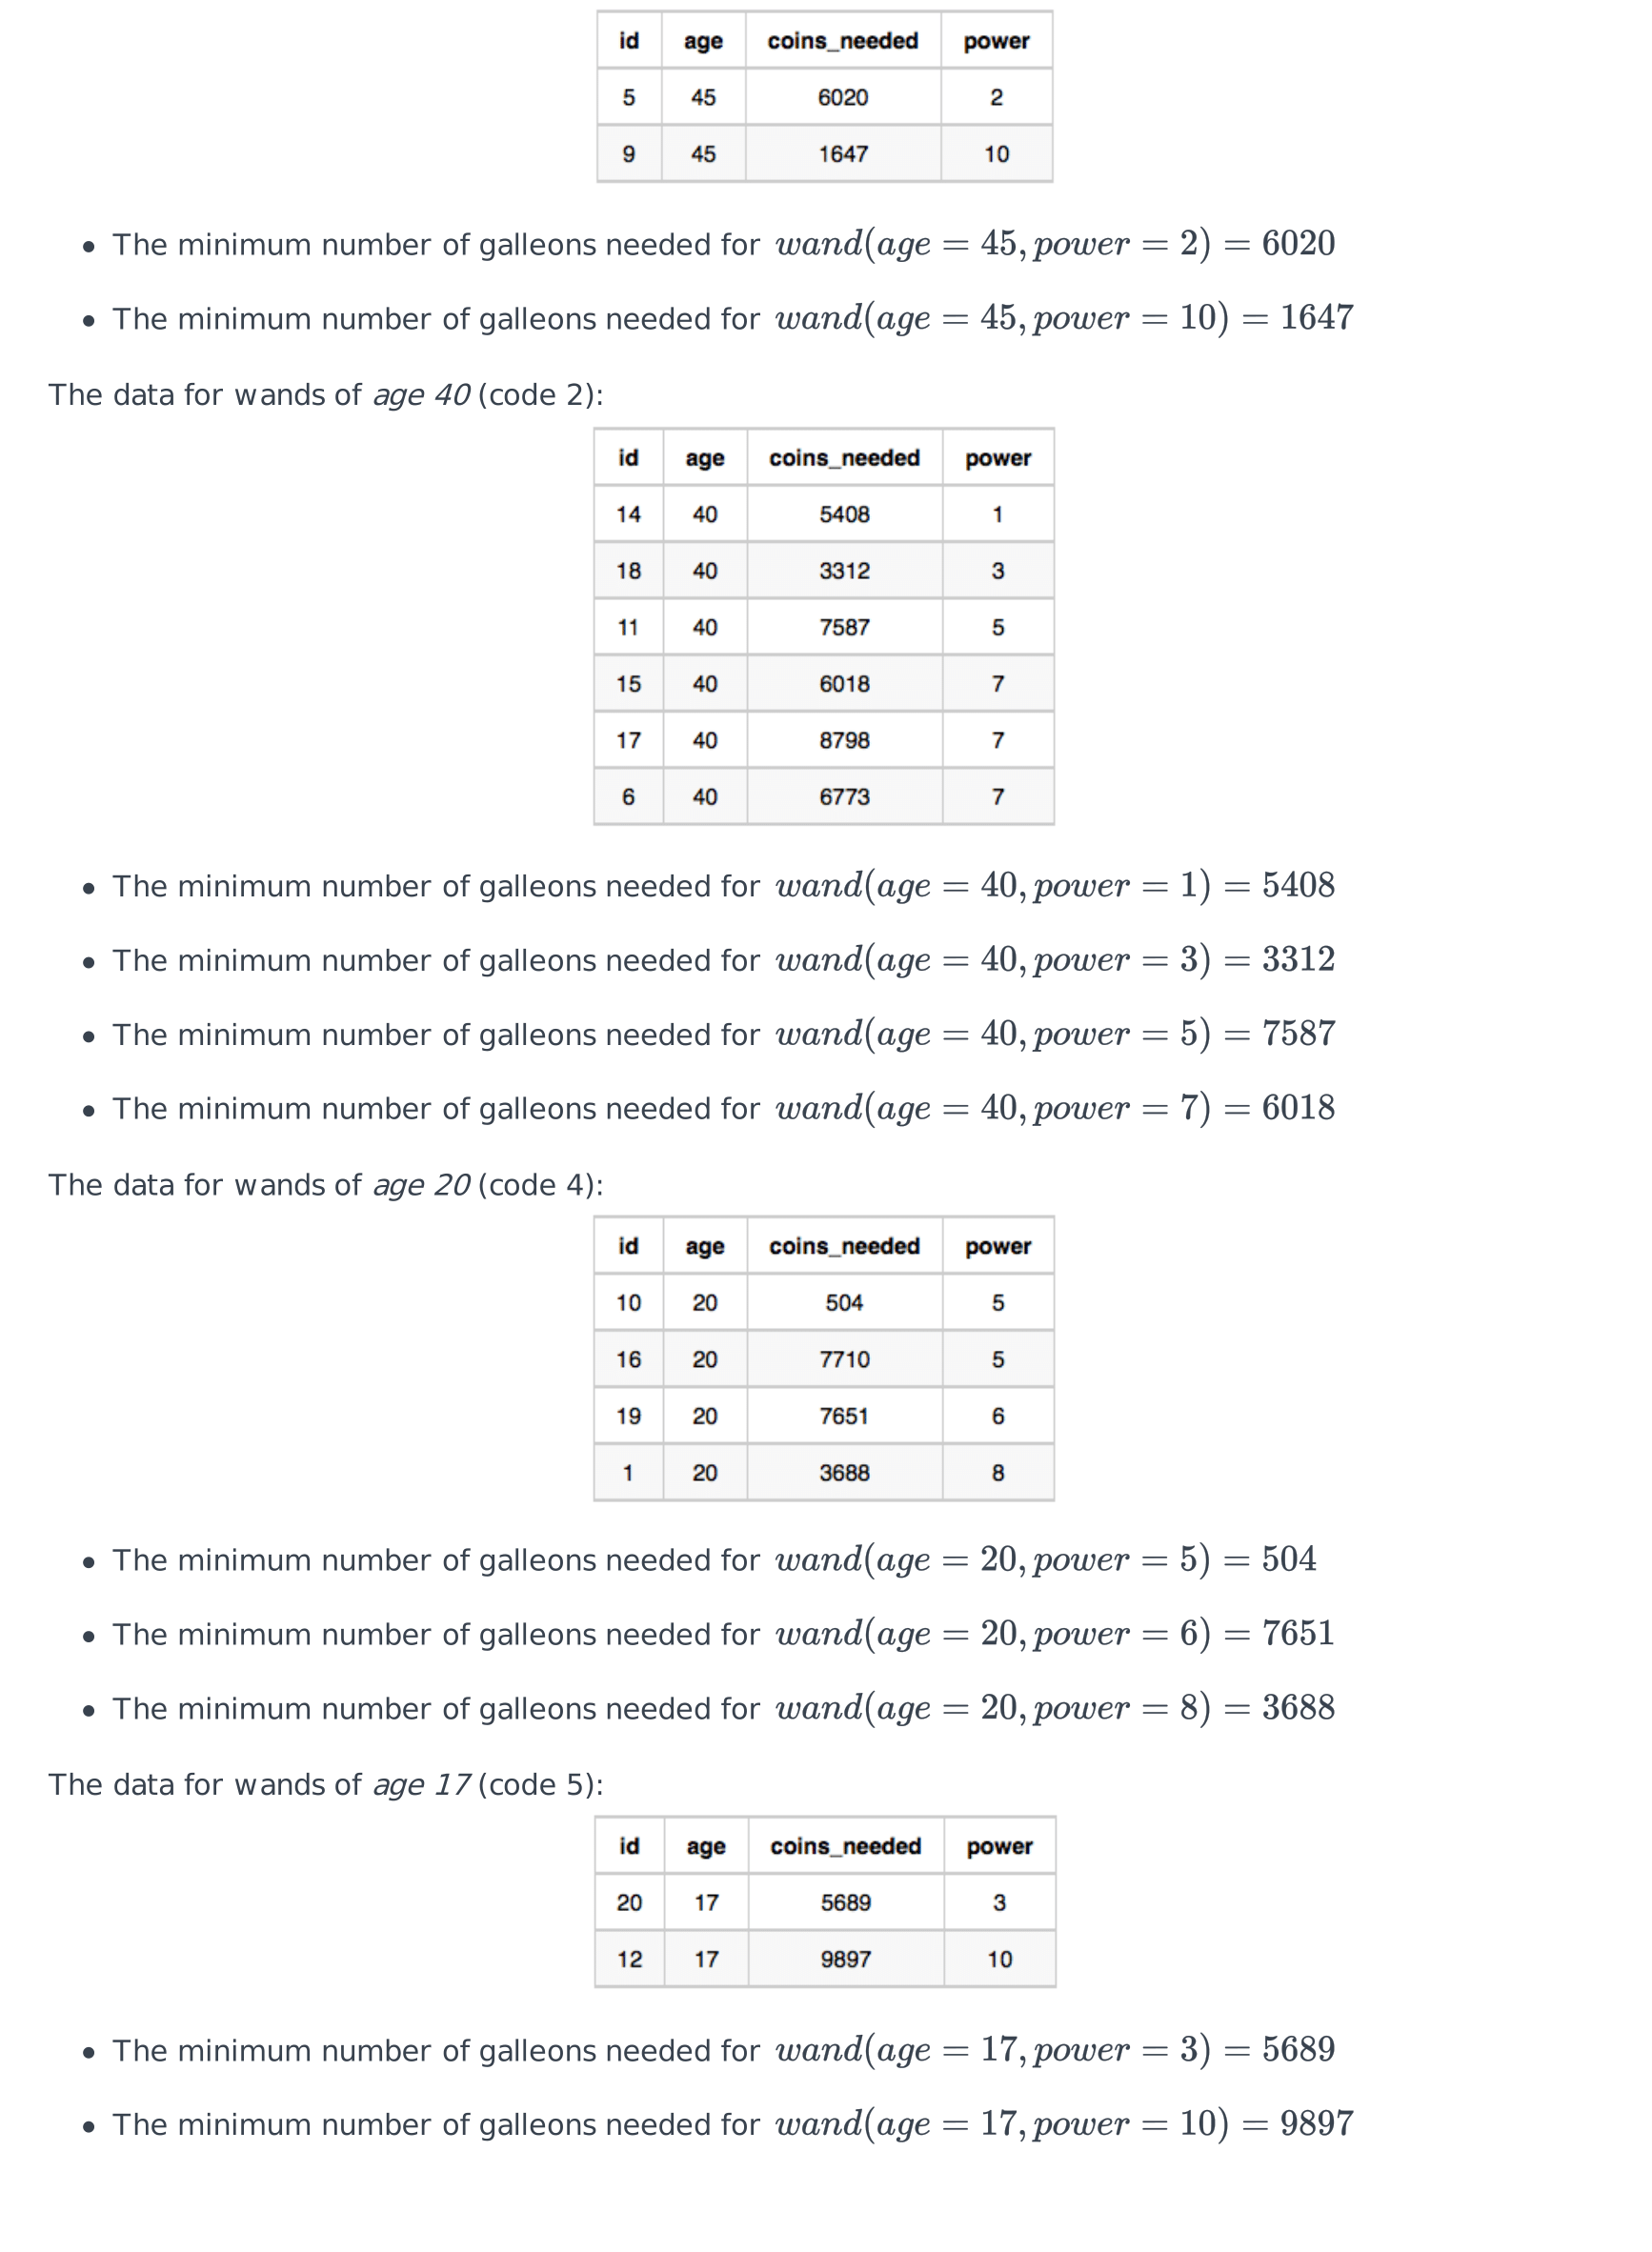 id age coins_needed power
5 45 6020 2
9 45 1647 10
• The minimum number of galleons needed for wand(age = 45, power = 2) = 6020
• The minimum number of galleons needed for wand(age = 45, power = 10) = 1647
The data for wands of age 40 (code 2):
id age coins_needed power
14 40 5408 1
18 40 3312 3
11 40 7587 5
15 40 6018 7
17 40 8798 7
6 40 6773 7
• The minimum number of galleons needed for wand(age = 40, power = 1) = 5408
• The minimum number of galleons needed for wand(age = 40, power = 3) = 3312
• The minimum number of galleons needed for wand(age = 40, power = 5) = 7587
• The minimum number of galleons needed for wand(age = 40, power = 7) = 6018
The data for wands of age 20 (code 4):
id age coins_needed power
10 20 504 5
16 20 7710 5
19 20 7651 6
1 20 3688 8
• The minimum number of galleons needed for wand(age = 20, power = 5) = 504
• The minimum number of galleons needed for wand(age = 20, power = 6) = 7651
• The minimum number of galleons needed for wand(age = 20, power = 8) = 3688
The data for wands of age 17 (code 5):
id age coins_needed power
20 17 5689 3
12 17 9897 10
• The minimum number of galleons needed for wand(age = 17, power = 3) = 5689
• The minimum number of galleons needed for wand(age = 17, power = 10) = 9897